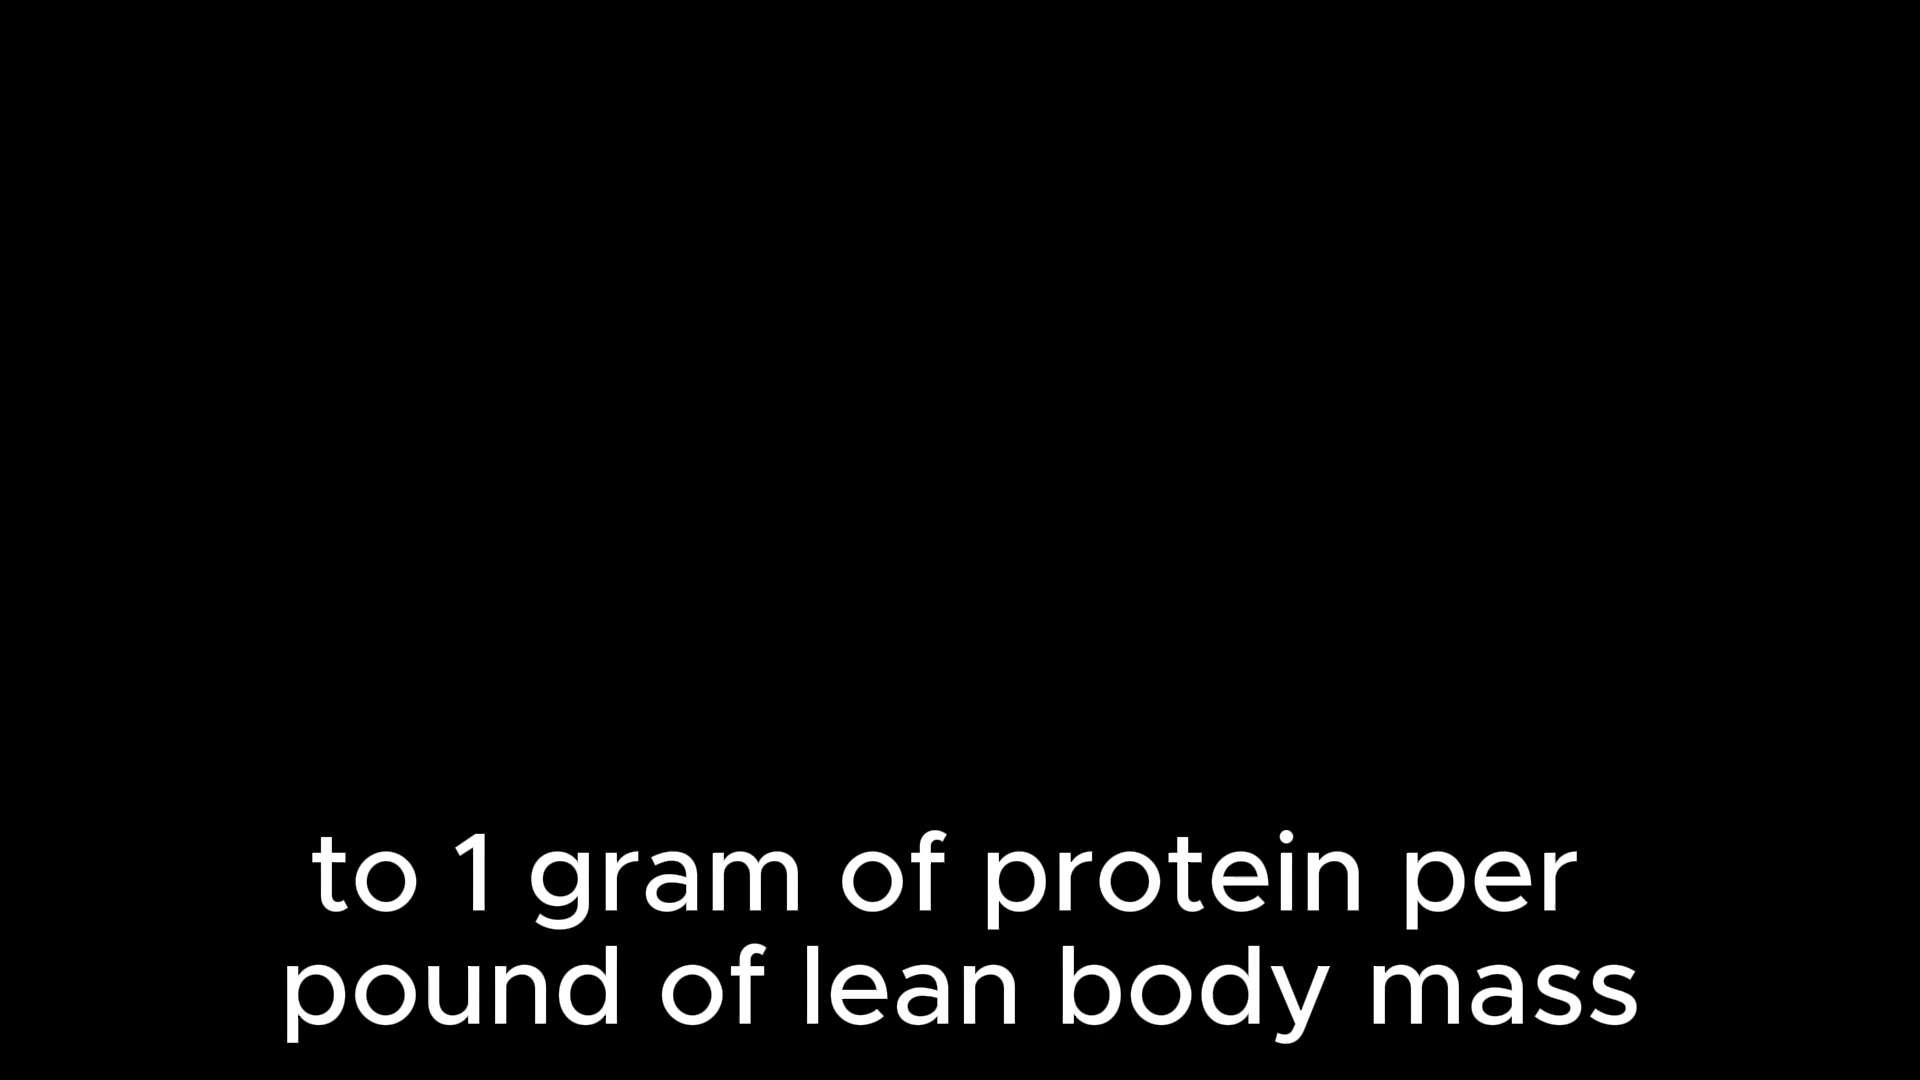 to 1 gram of protein per
pound of lean body mass